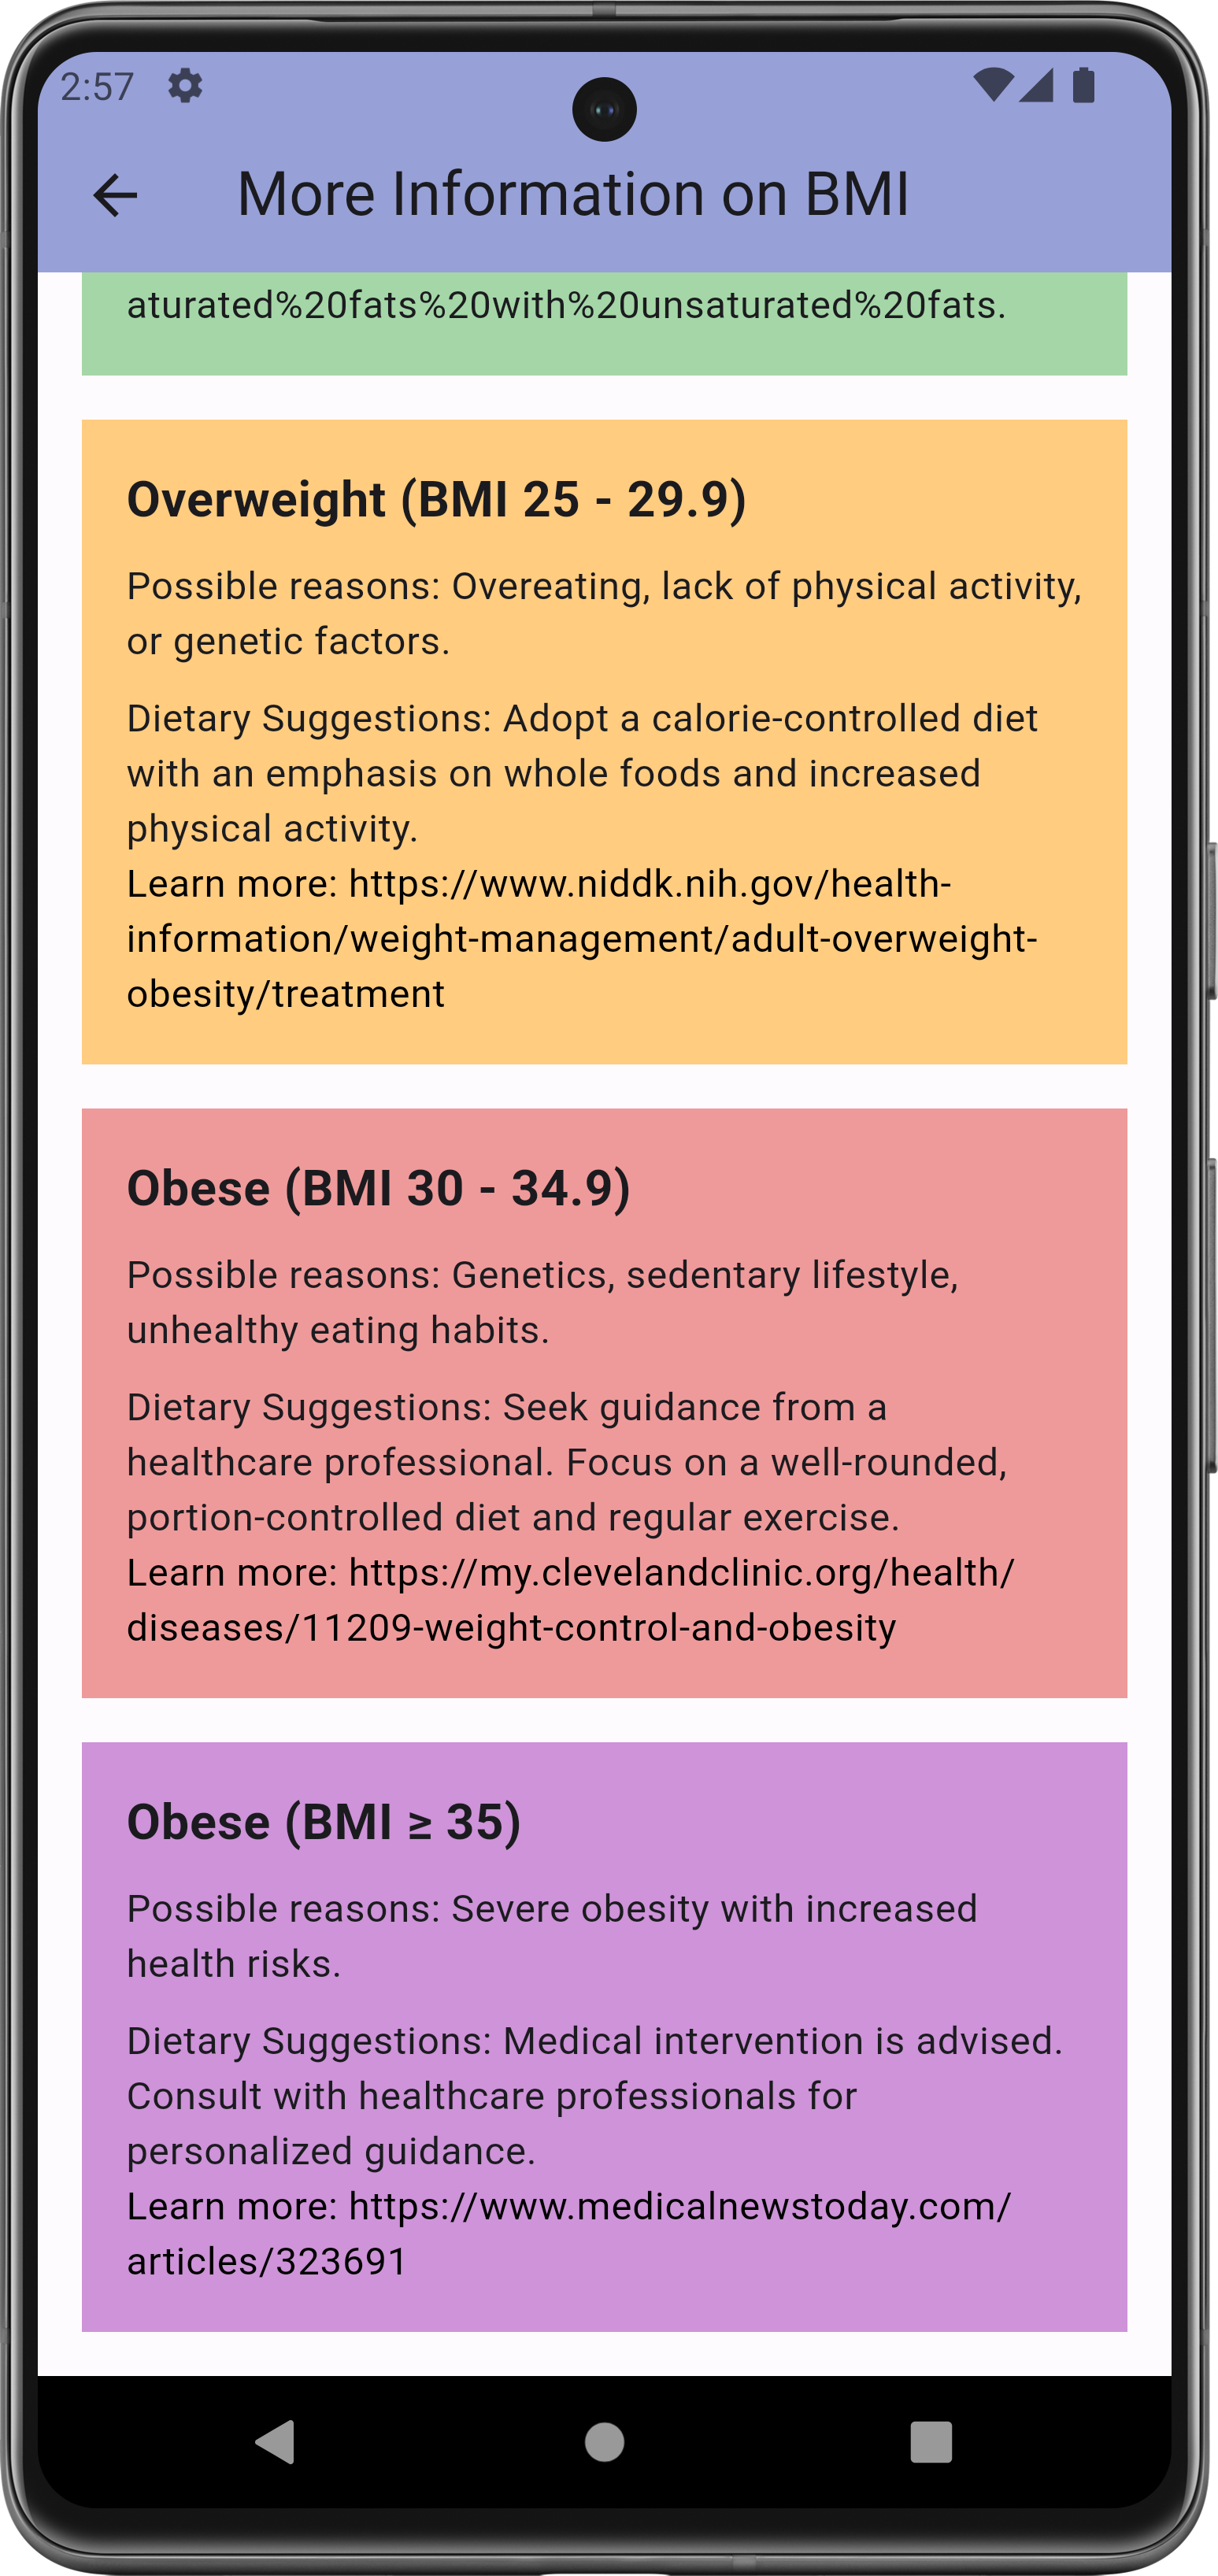 2:57
More Information on BMI
aturated%20fats%20with%20unsaturated%20fats.
Overweight (BMI 25 - 29.9)
Possible reasons: Overeating, lack of physical activity,
or genetic factors.
Dietary Suggestions: Adopt a calorie-controlled diet
with an emphasis on whole foods and increased
physical activity.
Learn more: https://www.niddk.nih.gov/health-
information/weight-management/adult-overweight-
obesity/treatment
Obese (BMI 30 - 34.9)
Possible reasons: Genetics, sedentary lifestyle,
unhealthy eating habits.
Dietary Suggestions: Seek guidance from a
healthcare professional. Focus on a well-rounded,
portion-controlled diet and regular exercise.
Learn more: https://my.clevelandclinic.org/health/
diseases/11209-weight-control-and-obesity
Obese (BMI ≥ 35)
Possible reasons: Severe obesity with increased
health risks.
Dietary Suggestions: Medical intervention is advised.
Consult with healthcare professionals for
personalized guidance.
Learn more: https://www.medicalnewstoday.com/
articles/323691